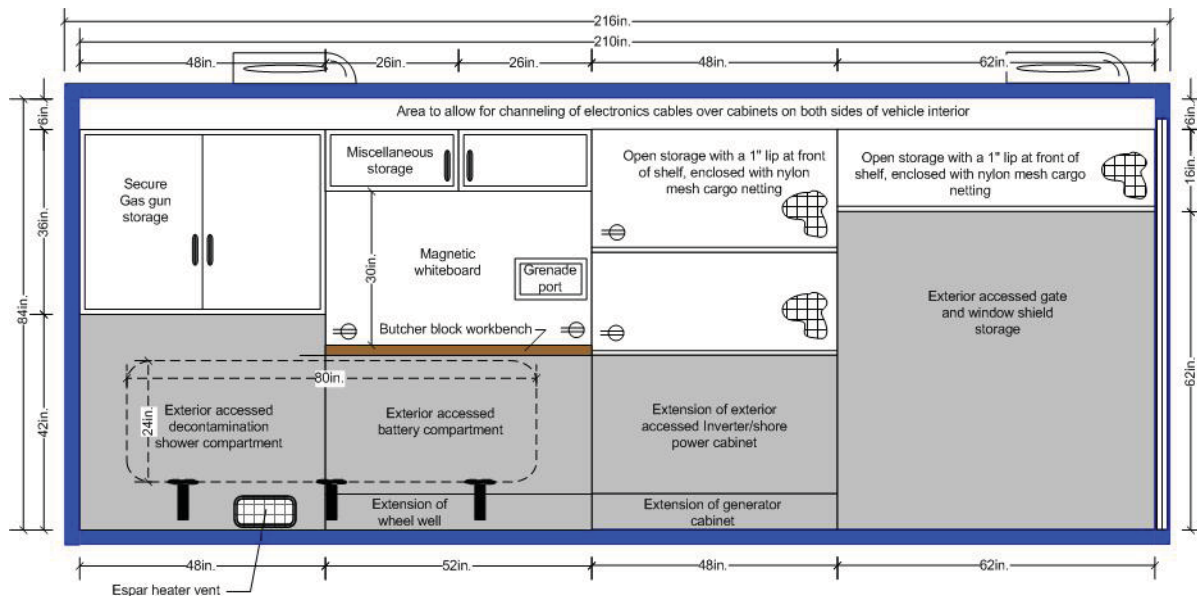 216in.
210in.
48in.
26in.
26in.
48in.
62in.
6in.
Area to allow for channeling of electronics cables over cabinets on both sides of vehicle interior
6in.
84in.
36in.
42in.
Secure
Gas gun
storage
Miscellaneous
storage
30in.
Magnetic
whiteboard
Grenade
port
Butcher block workbench
Open storage with a 1" lip at front
of shelf, enclosed with nylon
mesh cargo netting
Open storage with a 1" lip at front of
shelf, enclosed with nylon mesh cargo
netting
16in.
62in.
Exterior accessed gate
and window shield
storage
80in.
24in.
Exterior accessed
decontamination
shower compartment
Exterior accessed
battery compartment
Extension of exterior
accessed Inverter/shore
power cabinet
Extension of
wheel well
Extension of generator
cabinet
48in.
52in.
48in.
62in.
Espar heater vent